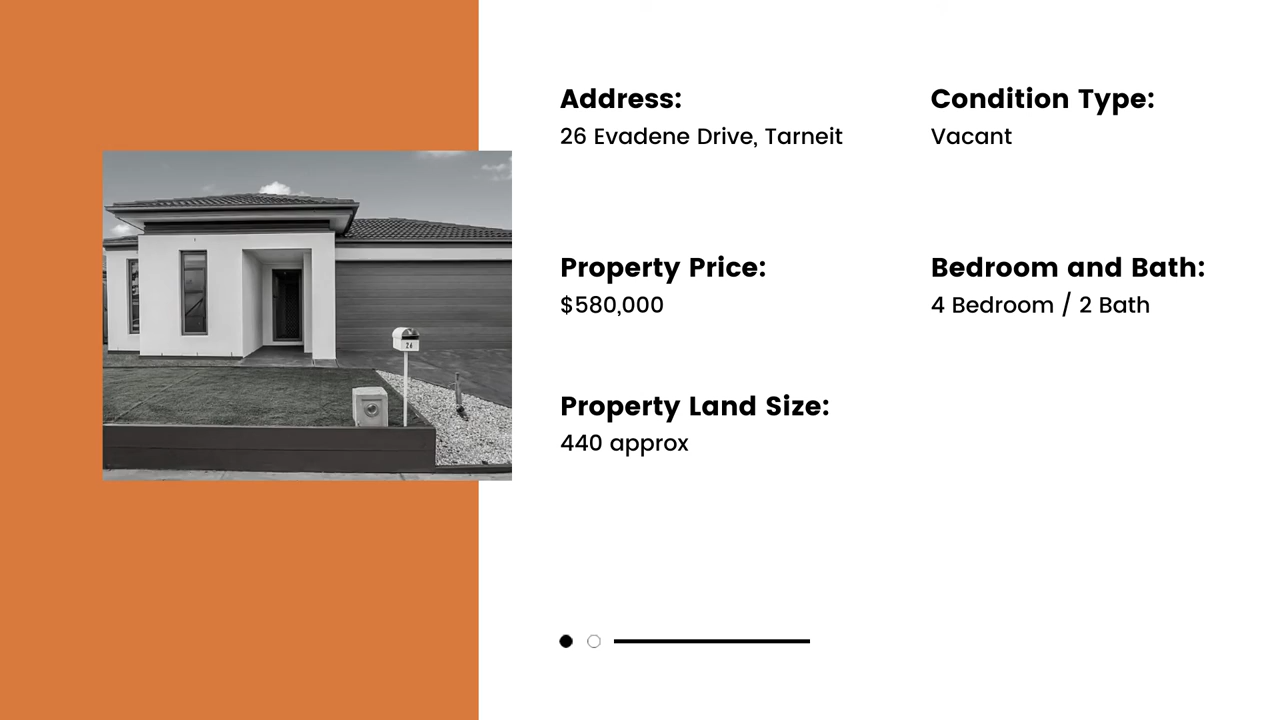 Address:
26 Evadene Drive, Tarneit
Condition Type:
Vacant
Property Price:
$580,000
Bedroom and Bath:
4 Bedroom / 2 Bath
Property Land Size:
440 approx
26